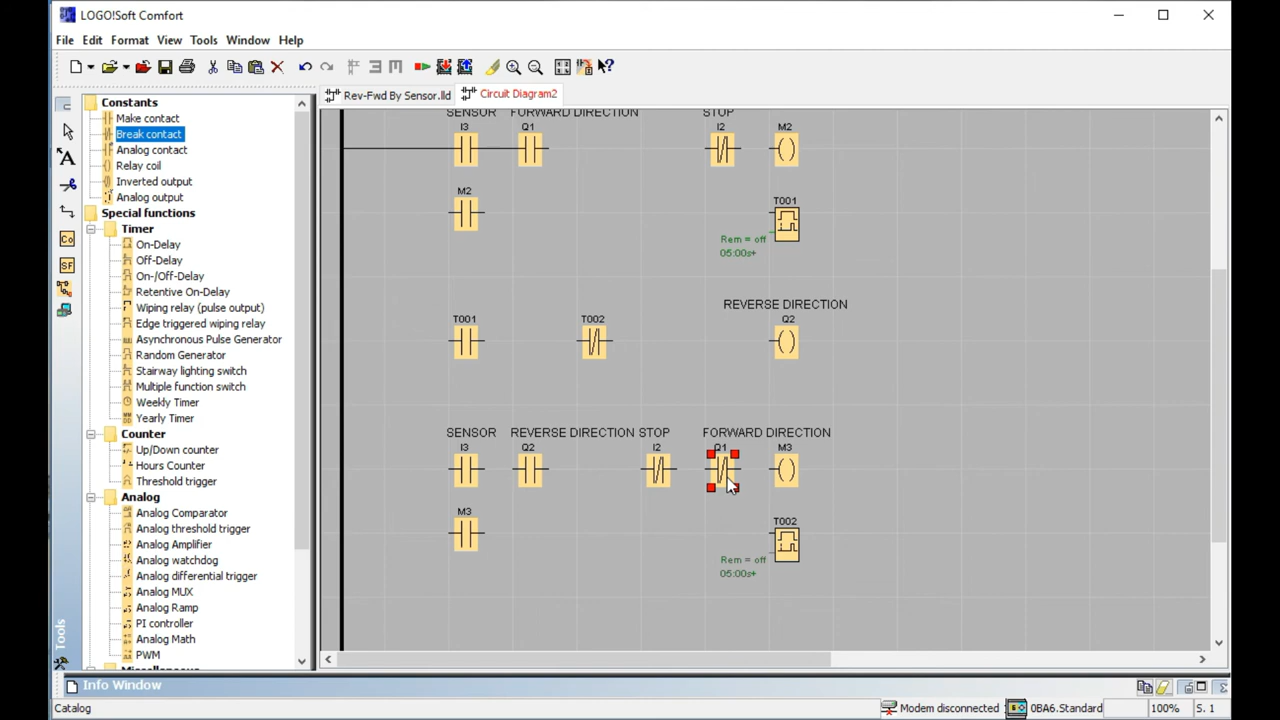 LOGO!Soft Comfort
File Edit Format View Tools Window Help
Rev-Fwd By Sensor.lld
Circuit Diagram2
Constants
Make contact
Break contact
Analog contact
Relay coil
Inverted output
Analog output
Special functions
Timer
On-Delay
Off-Delay
On-/Off-Delay
Retentive On-Delay
Wiping relay (pulse output)
Edge triggered wiping relay
Asynchronous Pulse Generator
Random Generator
Stairway lighting switch
Multiple function switch
Weekly Timer
Yearly Timer
Counter
Up/Down counter
Hours Counter
Threshold trigger
Analog
Analog Comparator
Analog threshold trigger
Analog Amplifier
Analog watchdog
Analog differential trigger
Analog MUX
Analog Ramp
PI controller
Analog Math
PWM
Miscellaneous
Co
SF
Tools
SENSOR FORWARD DIRECTION STOP
I3 Q1 I2 M2
M2 T001
Rem = off
05:00s+
REVERSE DIRECTION
T001 T002 Q2
SENSOR REVERSE DIRECTION STOP FORWARD DIRECTION
I3 Q2 I2 Q1 M3
M3 T002
Rem = off
05:00s+
Info Window
Catalog
Modem disconnected
0BA6.Standard
100%
S. 1